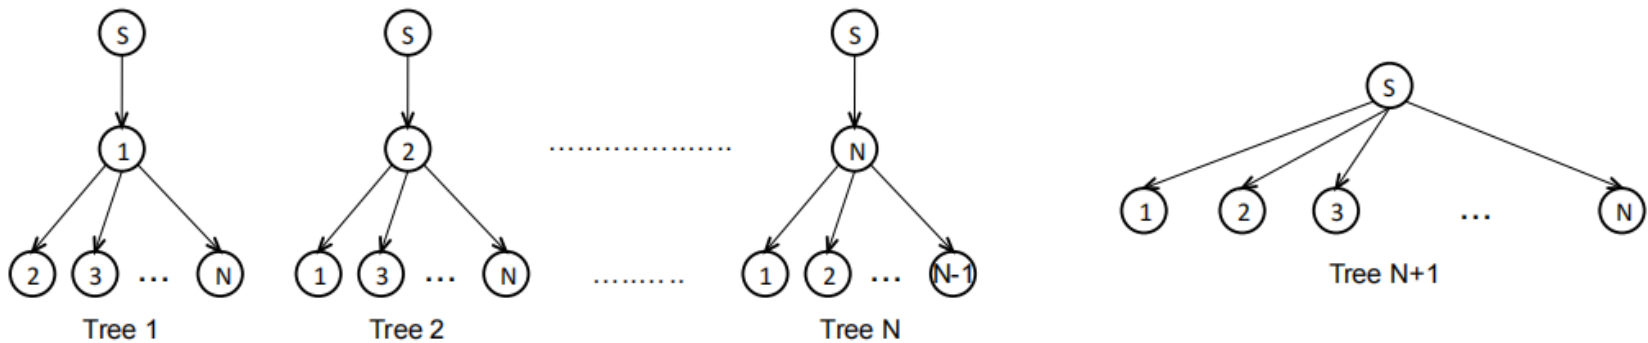 S S S
S
1 2 ............ N
1 2 3 ... N
2 3 ... N 1 3 ... N ......... 1 2 ... N-1
Tree N+1
Tree 1 Tree 2 Tree N